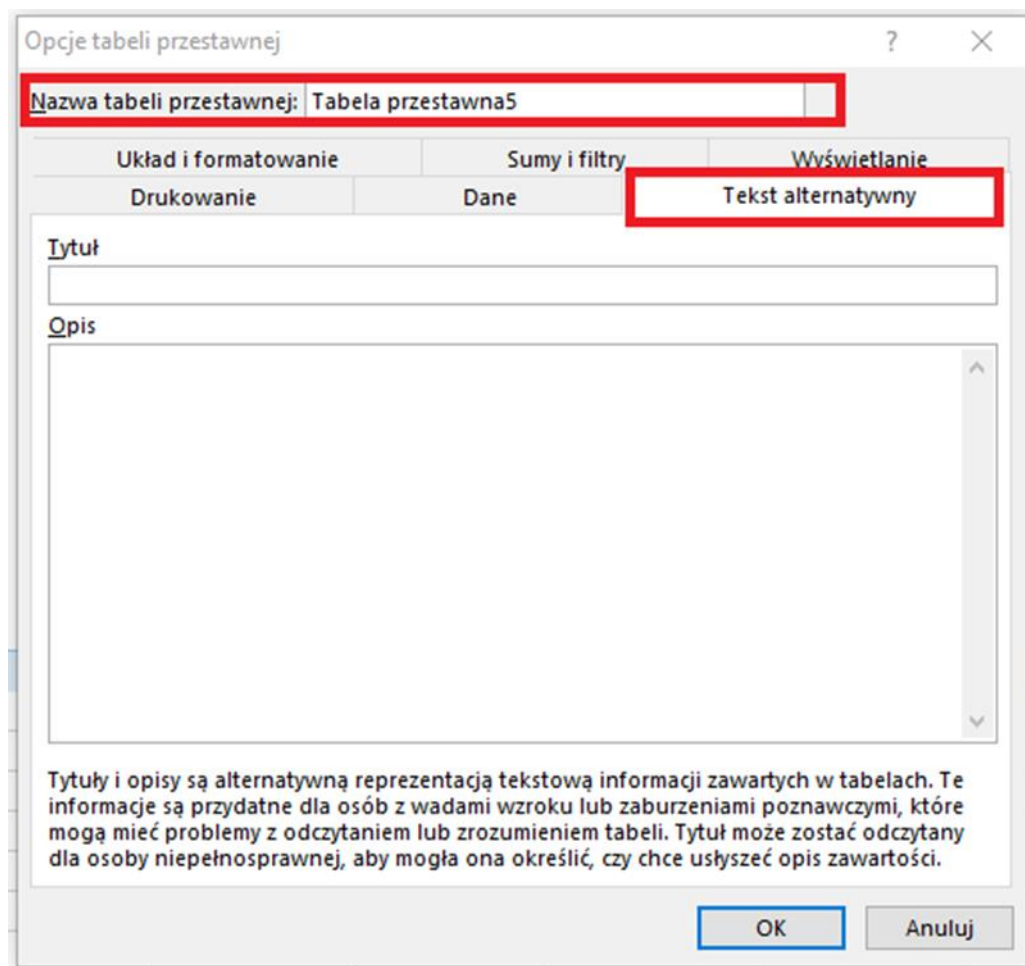 Opcje tabeli przestawnej ?
Nazwa tabeli przestawnej: Tabela przestawna5
Układ i formatowanie Sumy i filtry Wyświetlanie
Drukowanie Dane Tekst alternatywny
Tytuł
Opis
Tytuły i opisy są alternatywną reprezentacją tekstową informacji zawartych w tabelach. Te
informacje są przydatne dla osób z wadami wzroku lub zaburzeniami poznawczymi, które
mogą mieć problemy z odczytaniem lub zrozumieniem tabeli. Tytuł może zostać odczytany
dla osoby niepełnosprawnej, aby mogła ona określić, czy chce usłyszeć opis zawartości.
OK Anuluj